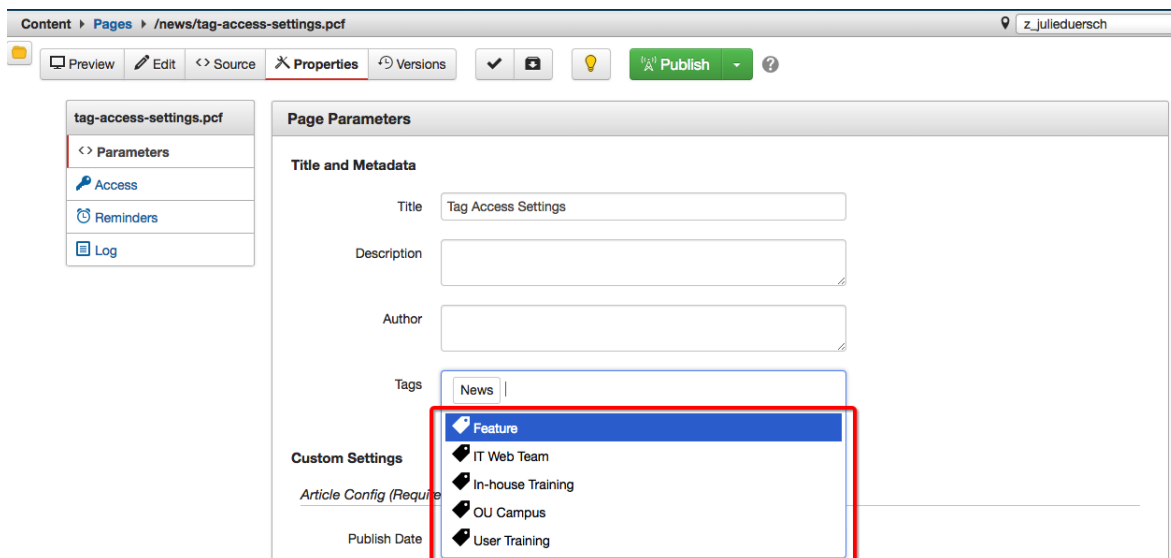 Content ▸ Pages ▸ /news/tag-access-settings.pcf
z_julieduersch
Preview Edit <> Source Properties Versions Publish
tag-access-settings.pcf
<> Parameters
Access
Reminders
Log
Page Parameters
Title and Metadata
Title Tag Access Settings
Description
Author
Tags News
Feature
IT Web Team
In-house Training
OU Campus
User Training
Custom Settings
Article Config (Require
Publish Date